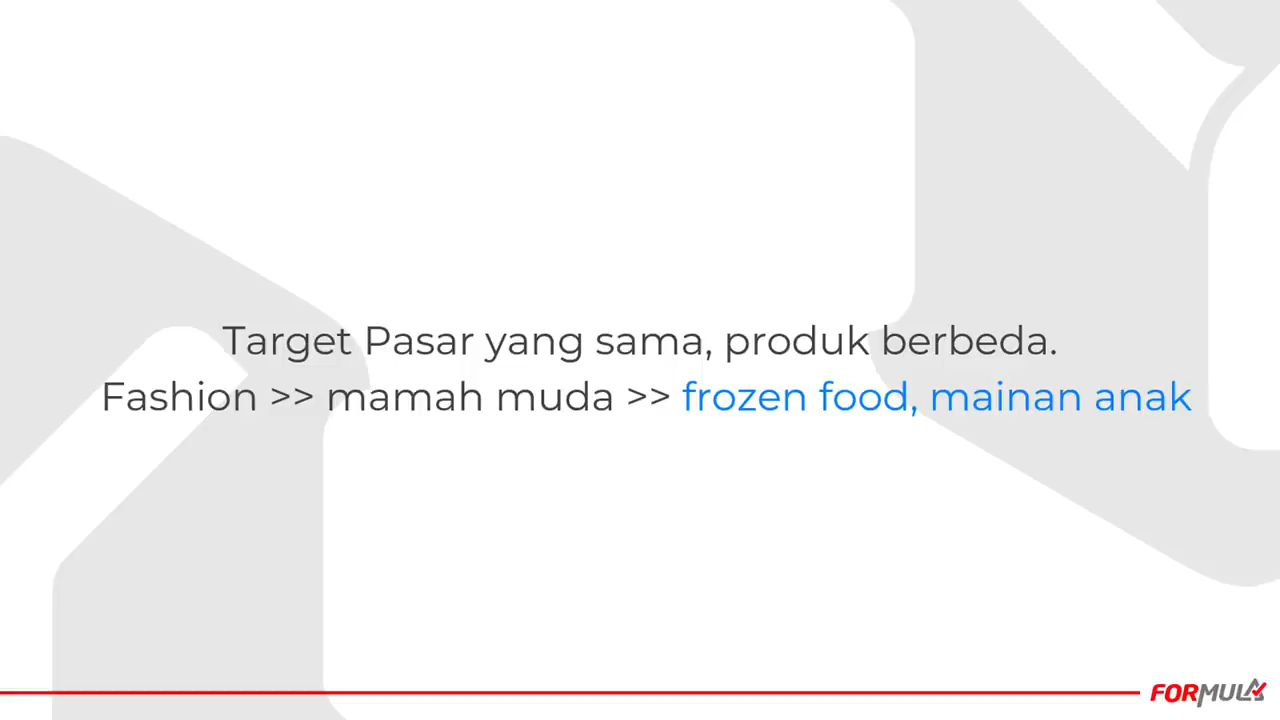 Target Pasar yang sama, produk berbeda.
Fashion >> mamah muda >> frozen food, mainan anak
FORMULA